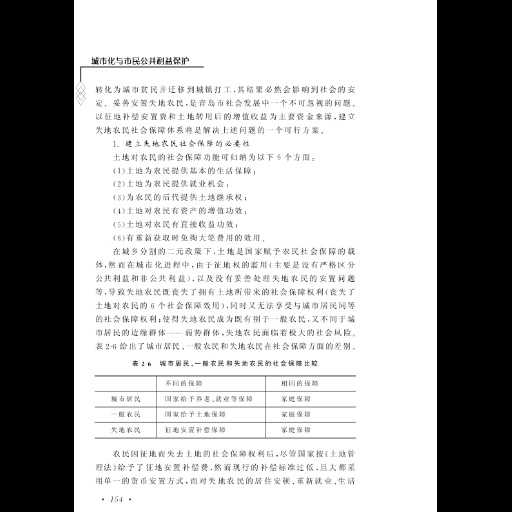 城市化与市民公共利益保护
转化为城市贫民并迁移到城镇打工,其结果必然会影响到社会的安
定。妥善安置失地农民,是青岛市社会发展中一个不可忽视的问题。
以征地补偿安置费和土地转用后的增值收益为主要资金来源,建立
失地农民社会保障体系将是解决上述问题的一个可行方案。
1. 建立失地农民社会保障的必要性
土地对农民的社会保障功能可归纳为以下 6 个方面:
(1)土地为农民提供基本的生活保障;
(2)土地为农民提供就业机会;
(3)为农民的后代提供土地继承权;
(4)土地对农民有资产的增值功效;
(5)土地对农民有直接收益功效;
(6)有重新获取时免掏大笔费用的效用。
在城乡分割的二元政策下,土地是国家赋予农民社会保障的载
体,然而在城市化进程中,由于征地权的滥用(主要是没有严格区分
公共利益和非公共利益),以及没有妥善处理失地农民的安置问题
等,导致失地农民既丧失了拥有土地所带来的社会保障权利(丧失了
土地对农民的 6 个社会保障效用),同时又无法享受与城市居民同等
的社会保障权利;使得失地农民成为既有别于一般农民,又不同于城
市居民的边缘群体——弱势群体,失地农民面临着极大的社会风险。
表 2-6 给出了城市居民、一般农民和失地农民在社会保障方面的差别。
表 2-6 城市居民、一般农民和失地农民的社会保障比较
不同的保障 相同的保障
城市居民 国家给予养老、就业等保障 家庭保障
一般农民 国家给予土地保障 家庭保障
失地农民 征地安置补偿保障 家庭保障
农民因征地而失去土地的社会保障权利后,尽管国家按《土地管
理法》给予了征地安置补偿费,然而现行的补偿标准过低,且大都采
用单一的货币安置方式,而对失地农民的居住安顿、重新就业、生活
· 154 ·